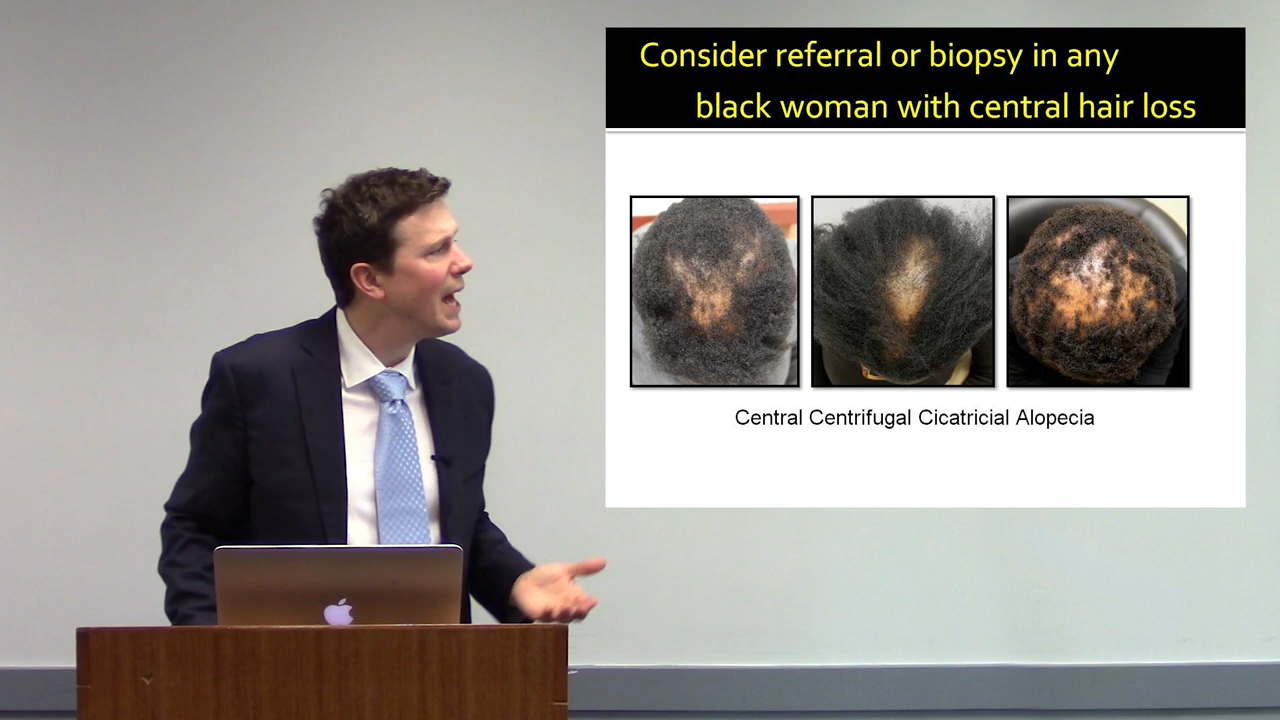 Consider referral or biopsy in any
black woman with central hair loss
Central Centrifugal Cicatricial Alopecia